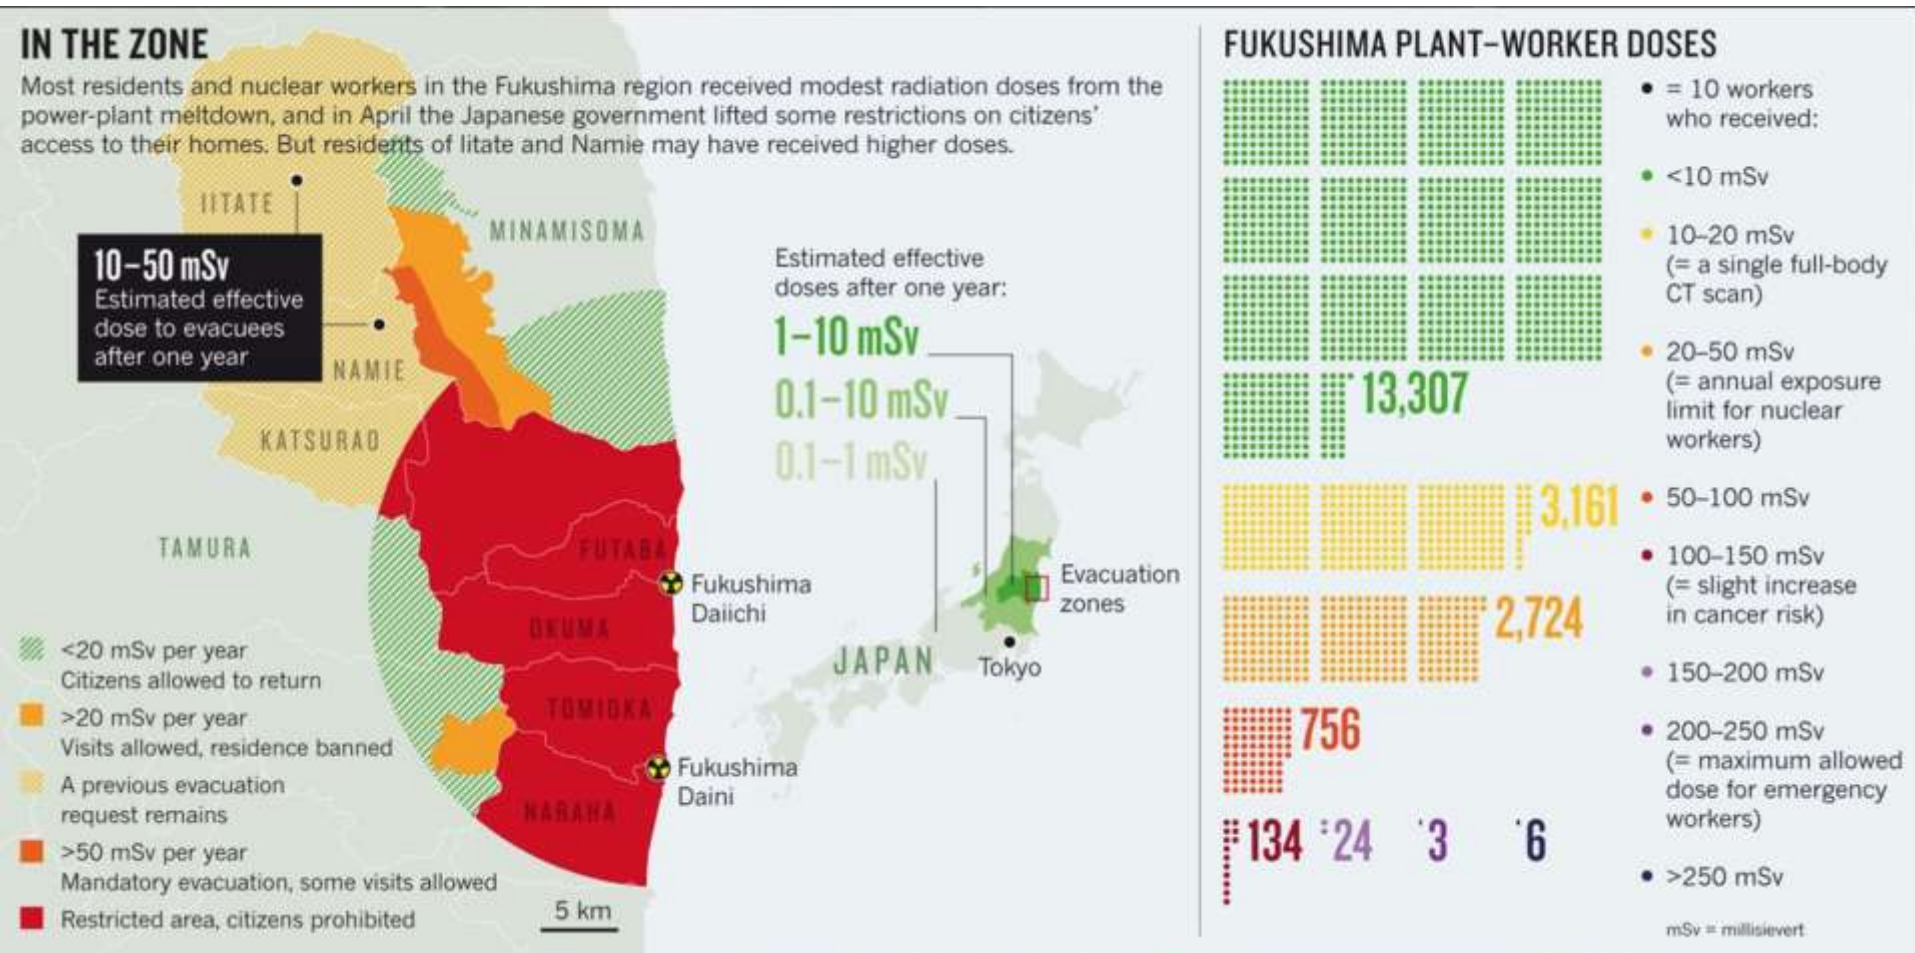 IN THE ZONE
Most residents and nuclear workers in the Fukushima region received modest radiation doses from the
power-plant meltdown, and in April the Japanese government lifted some restrictions on citizens'
access to their homes. But residents of Iitate and Namie may have received higher doses.
IITATE
MINAMISOMA
10–50 mSv
Estimated effective
dose to evacuees
after one year
NAMIE
KATSURAO
TAMURA
FUTABA
Fukushima
Daiichi
OKUMA
TOMIOKA
Fukushima
Daini
NARAHA
<20 mSv per year
Citizens allowed to return
>20 mSv per year
Visits allowed, residence banned
A previous evacuation
request remains
>50 mSv per year
Mandatory evacuation, some visits allowed
Restricted area, citizens prohibited
5 km
Estimated effective
doses after one year:
1–10 mSv
0.1–10 mSv
0.1–1 mSv
Evacuation
zones
JAPAN
Tokyo
FUKUSHIMA PLANT–WORKER DOSES
13,307
3,161
2,724
756
134
24
3
6
= 10 workers
who received:
<10 mSv
10–20 mSv
(= a single full-body
CT scan)
20–50 mSv
(= annual exposure
limit for nuclear
workers)
50–100 mSv
100–150 mSv
(= slight increase
in cancer risk)
150–200 mSv
200–250 mSv
(= maximum allowed
dose for emergency
workers)
>250 mSv
mSv = millisievert